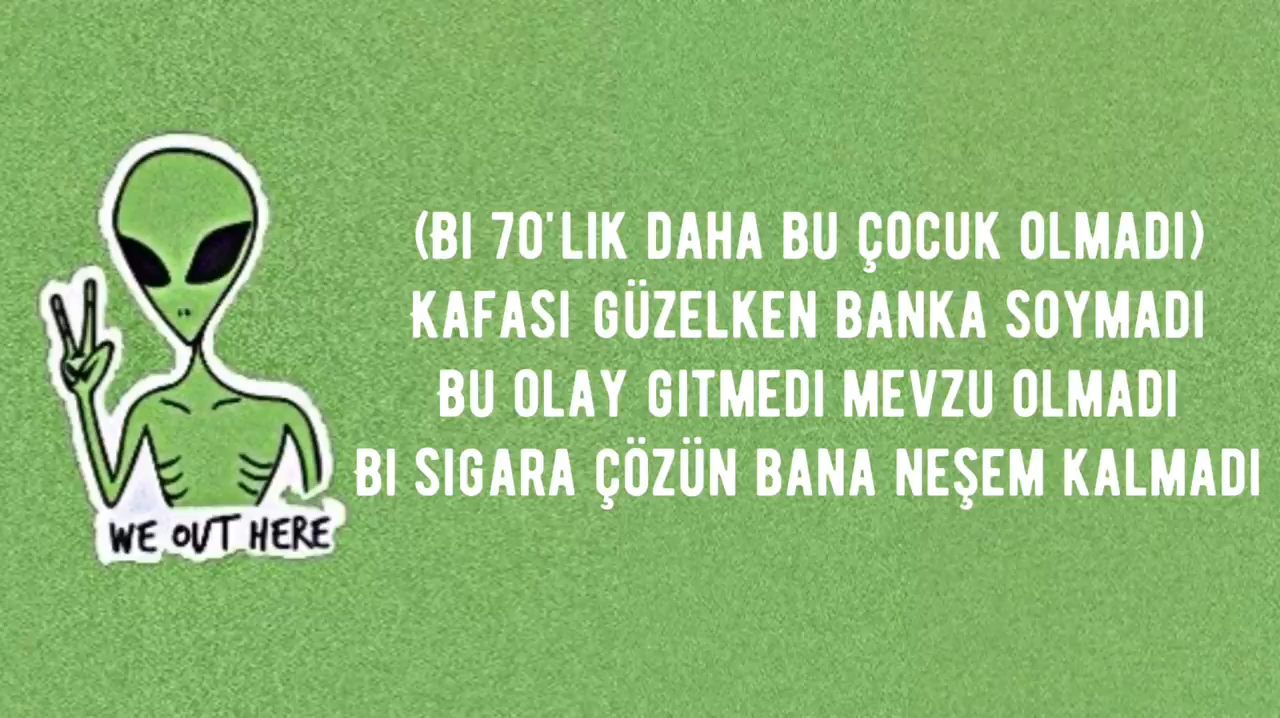 (BI 70'LIK DAHA BU ÇOCUK OLMADI)
KAFASI GÜZELKEN BANKA SOYMADI
BU OLAY GITMEDI MEVZU OLMADI
BI SIGARA ÇÖZÜN BANA NEŞEM KALMADI
WE OUT HERE